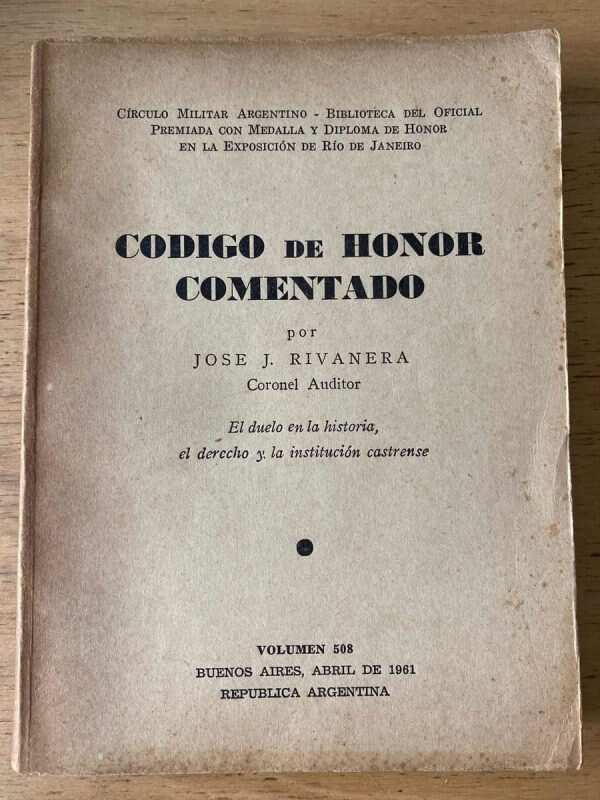 CÍRCULO MILITAR ARGENTINO - BIBLIOTECA DEL OFICIAL
PREMIADA CON MEDALLA Y DIPLOMA DE HONOR
EN LA EXPOSICIÓN DE RÍO DE JANEIRO
CODIGO DE HONOR
COMENTADO
por
JOSE J. RIVANERA
Coronel Auditor
El duelo en la historia,
el derecho y la institución castrense
VOLUMEN 508
BUENOS AIRES, ABRIL DE 1961
REPUBLICA ARGENTINA